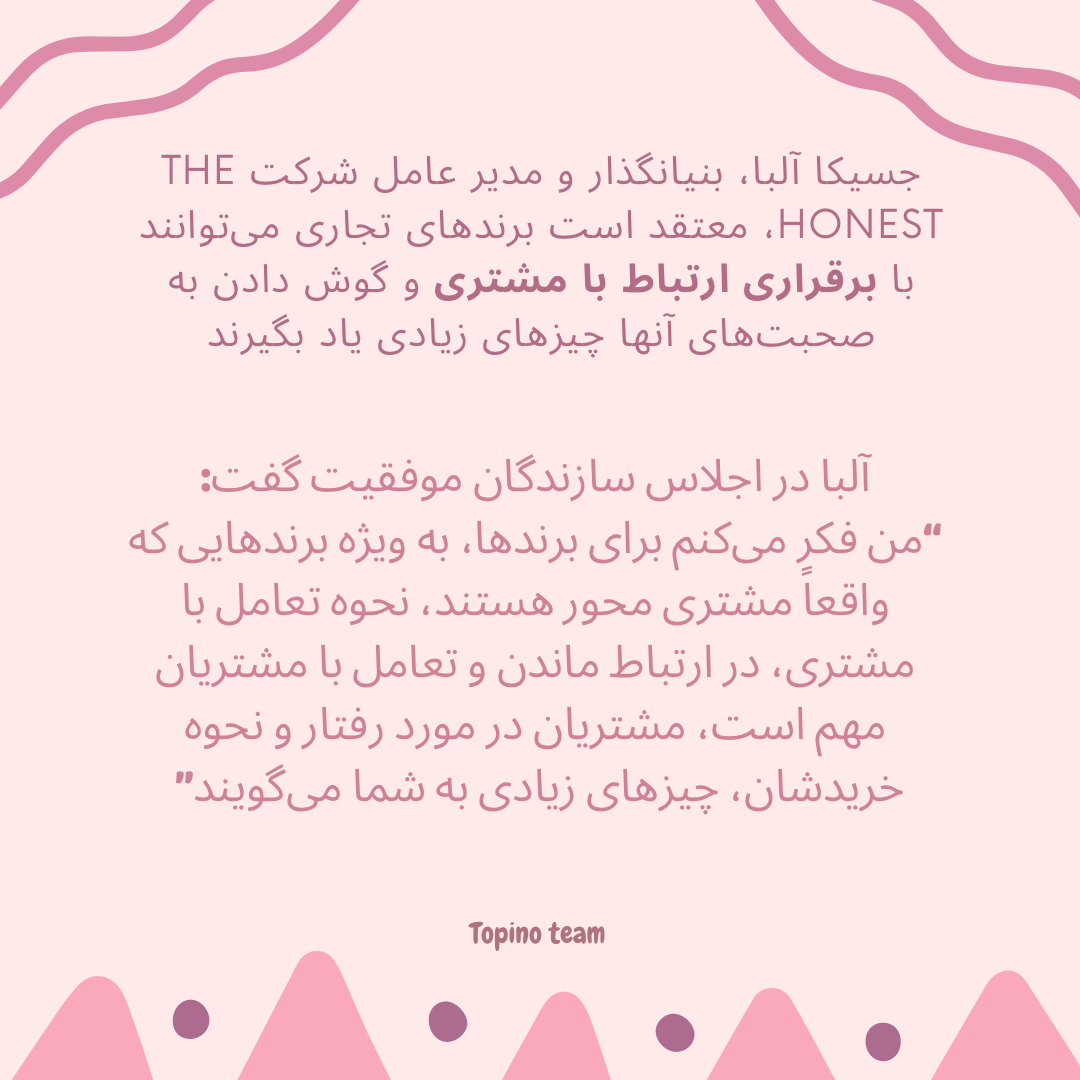 جسیکا آلبا، بنیانگذار و مدیر عامل شرکت THE
HONEST، معتقد است برندهای تجاری می‌توانند
با برقراری ارتباط با مشتری و گوش دادن به
صحبت‌های آنها چیزهای زیادی یاد بگیرند
آلبا در اجلاس سازندگان موفقیت گفت:
“من فکر می‌کنم برای برندها، به ویژه برندهایی که
واقعاً مشتری محور هستند، نحوه تعامل با
مشتری، در ارتباط ماندن و تعامل با مشتریان
مهم است، مشتریان در مورد رفتار و نحوه
خریدشان، چیزهای زیادی به شما می‌گویند”
Topino team